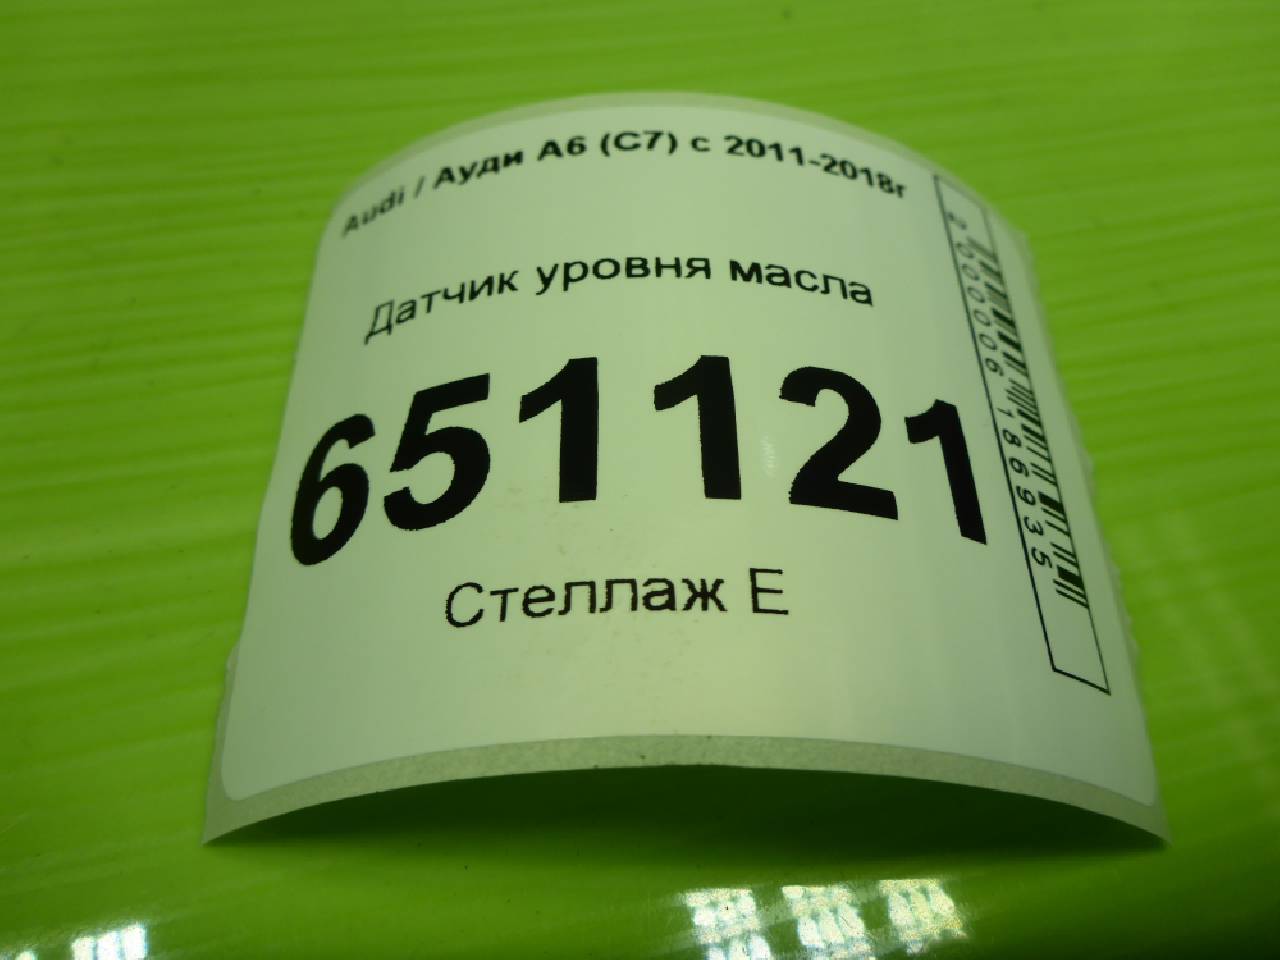 Audi / Ауди А6 (С7) с 2011-2018г
Датчик уровня масла
651121
Стеллаж Е
2000006186935